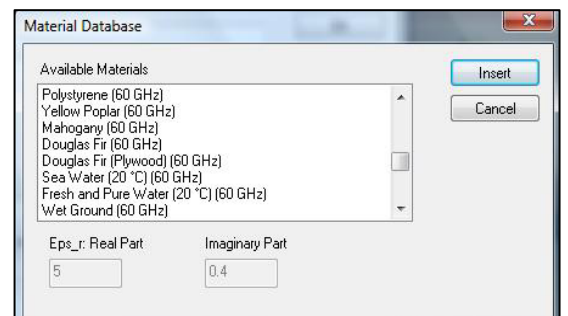 Material Database
Available Materials
Insert
Polystyrene (60 GHz)
Yellow Poplar (60 GHz)
Cancel
Mahogany (60 GHz)
Douglas Fir (60 GHz)
Douglas Fir (Plywood) (60 GHz)
Sea Water (20 °C) (60 GHz)
Fresh and Pure Water (20 °C) (60 GHz)
Wet Ground (60 GHz)
Eps_r: Real Part Imaginary Part
5 0.4